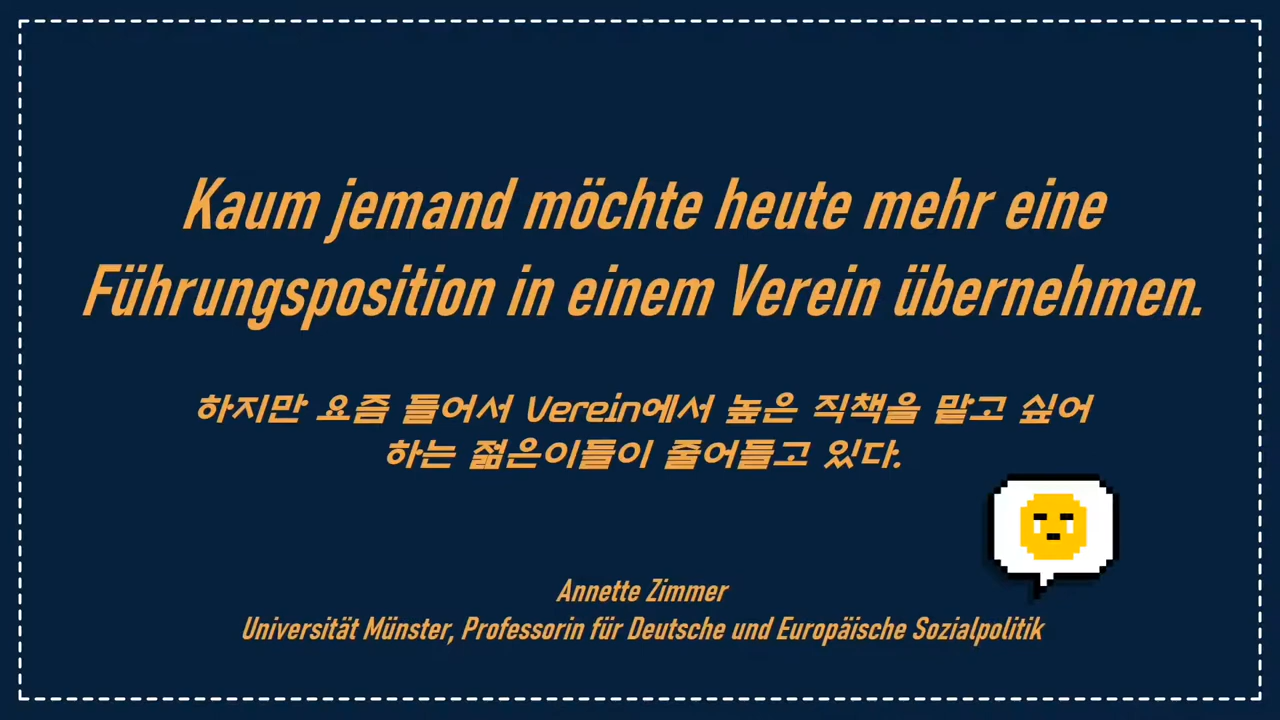 Kaum jemand möchte heute mehr eine
Führungsposition in einem Verein übernehmen.
하지만 요즘 들어서 Verein에서 높은 직책을 맡고 싶어
하는 젊은이들이 줄어들고 있다.
Annette Zimmer
Universität Münster, Professorin für Deutsche und Europäische Sozialpolitik